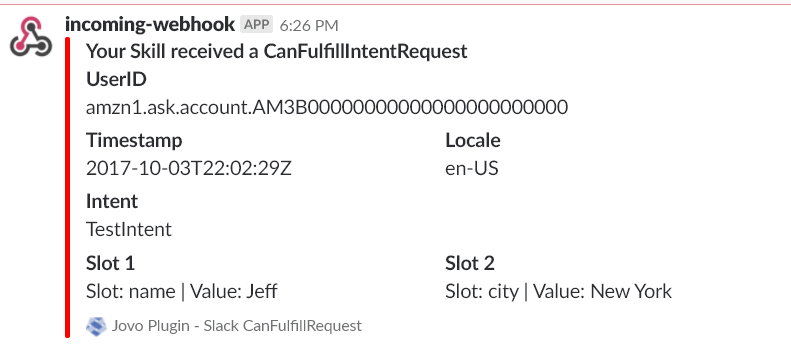 incoming-webhook APP 6:26 PM
Your Skill received a CanFulfillIntentRequest
UserID
amzn1.ask.account.AM3B00000000000000000000000
Timestamp Locale
2017-10-03T22:02:29Z en-US
Intent
TestIntent
Slot 1 Slot 2
Slot: name | Value: Jeff Slot: city | Value: New York
Jovo Plugin - Slack CanFulfillRequest